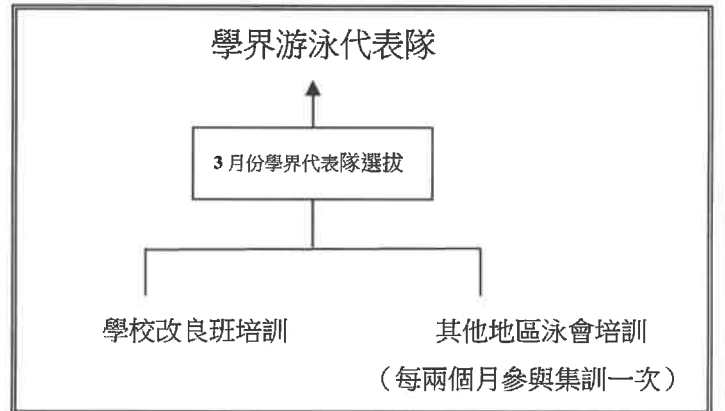 學界游泳代表隊
3 月份學界代表隊選拔
學校改良班培訓
其他地區泳會培訓
（每兩個月參與集訓一次）